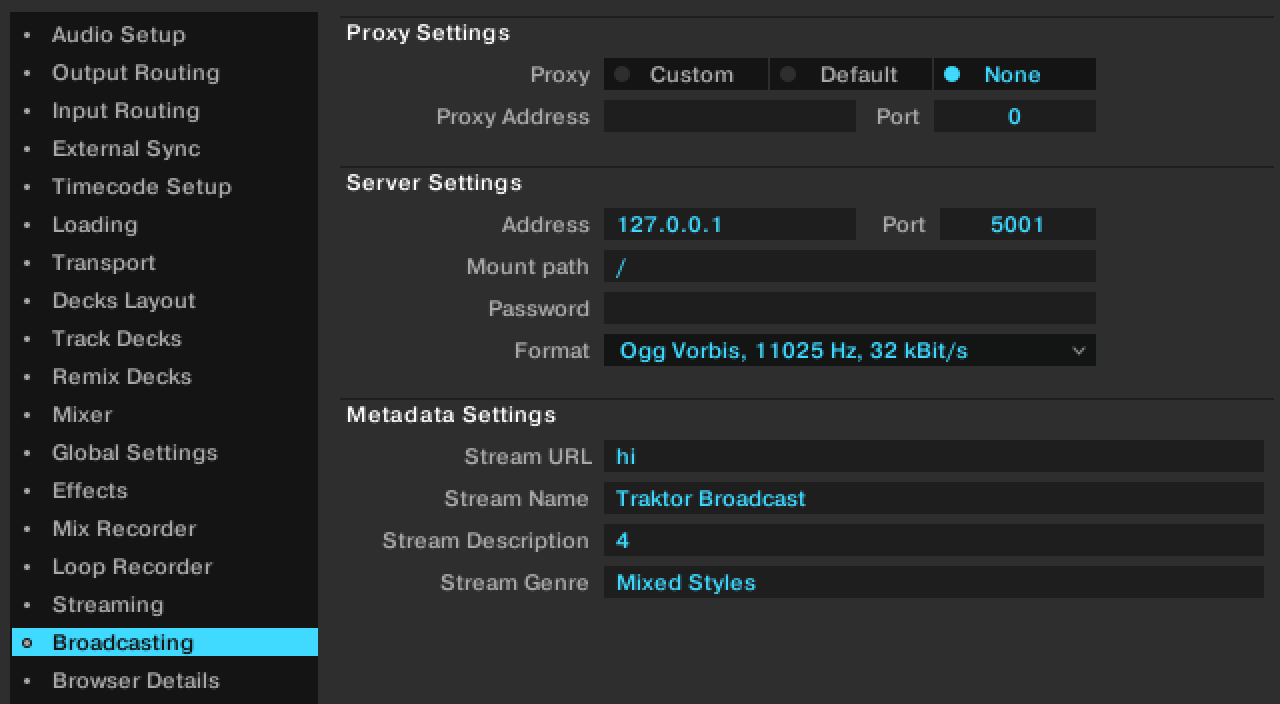 Audio Setup
Output Routing
Input Routing
External Sync
Timecode Setup
Loading
Transport
Decks Layout
Track Decks
Remix Decks
Mixer
Global Settings
Effects
Mix Recorder
Loop Recorder
Streaming
Broadcasting
Browser Details
Proxy Settings
Proxy Custom Default None
Proxy Address Port 0
Server Settings
Address 127.0.0.1 Port 5001
Mount path /
Password
Format Ogg Vorbis, 11025 Hz, 32 kBit/s
Metadata Settings
Stream URL hi
Stream Name Traktor Broadcast
Stream Description 4
Stream Genre Mixed Styles